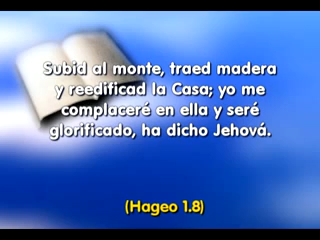 Subid al monte, traed madera
y reedificad la Casa; yo me
complaceré en ella y seré
glorificado, ha dicho Jehová.
(Hageo 1.8)